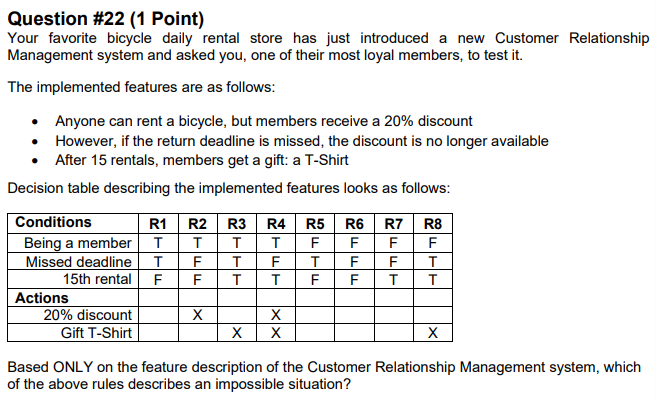 Question #22 (1 Point)
Your favorite bicycle daily rental store has just introduced a new Customer Relationship
Management system and asked you, one of their most loyal members, to test it.
The implemented features are as follows:
• Anyone can rent a bicycle, but members receive a 20% discount
• However, if the return deadline is missed, the discount is no longer available
• After 15 rentals, members get a gift: a T-Shirt
Decision table describing the implemented features looks as follows:
Conditions R1 R2 R3 R4 R5 R6 R7 R8
Being a member T T T T F F F F
Missed deadline T F T F T F F T
15th rental F F T T F F T T
Actions
20% discount X X
Gift T-Shirt X X X
Based ONLY on the feature description of the Customer Relationship Management system, which
of the above rules describes an impossible situation?